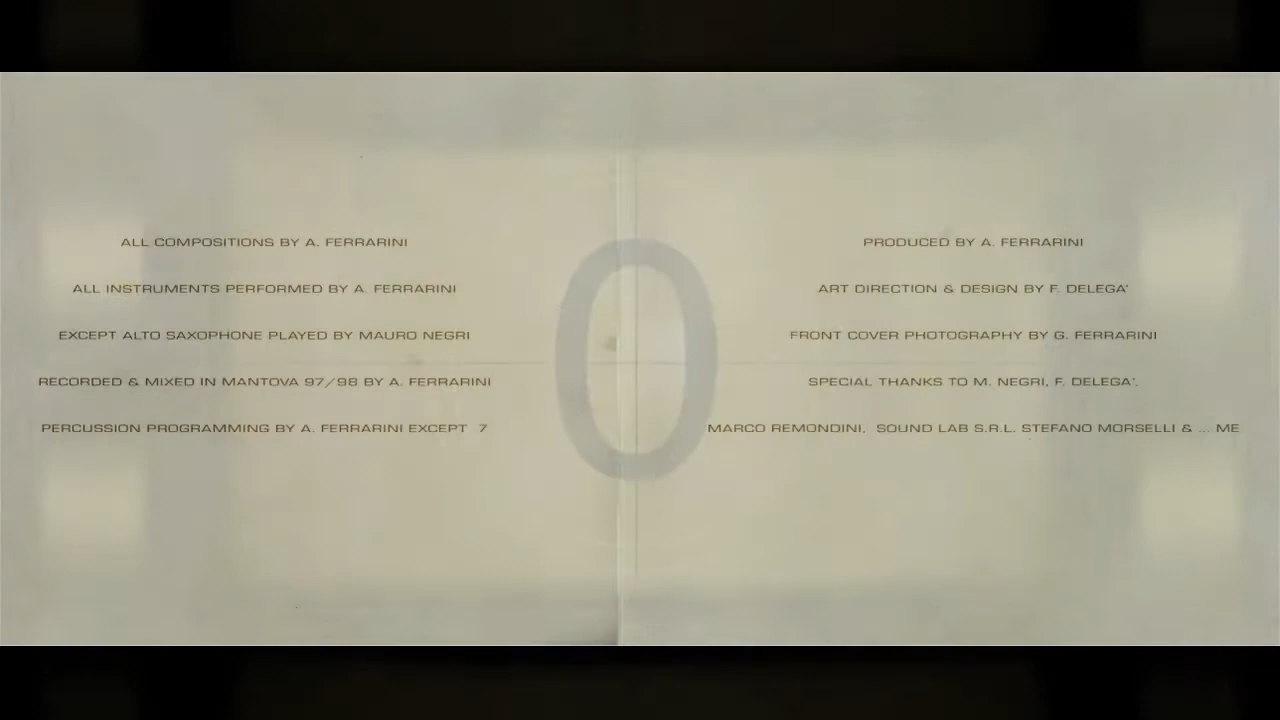 ALL COMPOSITIONS BY A. FERRARINI
ALL INSTRUMENTS PERFORMED BY A. FERRARINI
EXCEPT ALTO SAXOPHONE PLAYED BY MAURO NEGRI
RECORDED & MIXED IN MANTOVA 97/98 BY A. FERRARINI
PERCUSSION PROGRAMMING BY A. FERRARINI EXCEPT 7
0
PRODUCED BY A. FERRARINI
ART DIRECTION & DESIGN BY F. DELEGA'
FRONT COVER PHOTOGRAPHY BY G. FERRARINI
SPECIAL THANKS TO M. NEGRI, F. DELEGA',
MARCO REMONDINI, SOUND LAB S.R.L. STEFANO MORSELLI & ... ME